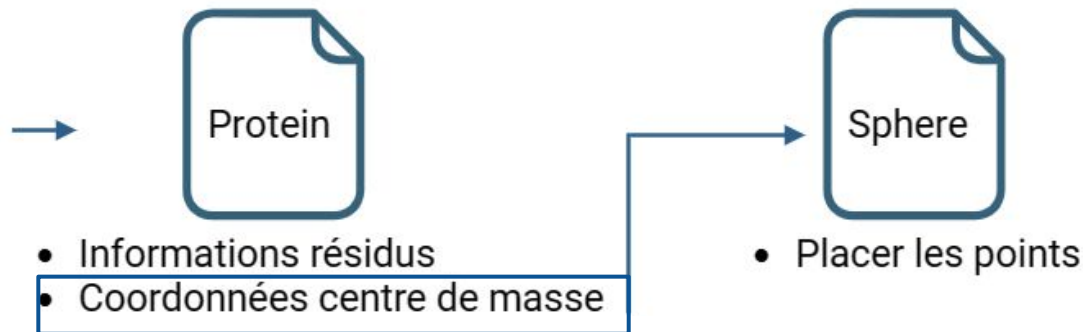 Protein
• Informations résidus
• Coordonnées centre de masse
Sphere
• Placer les points